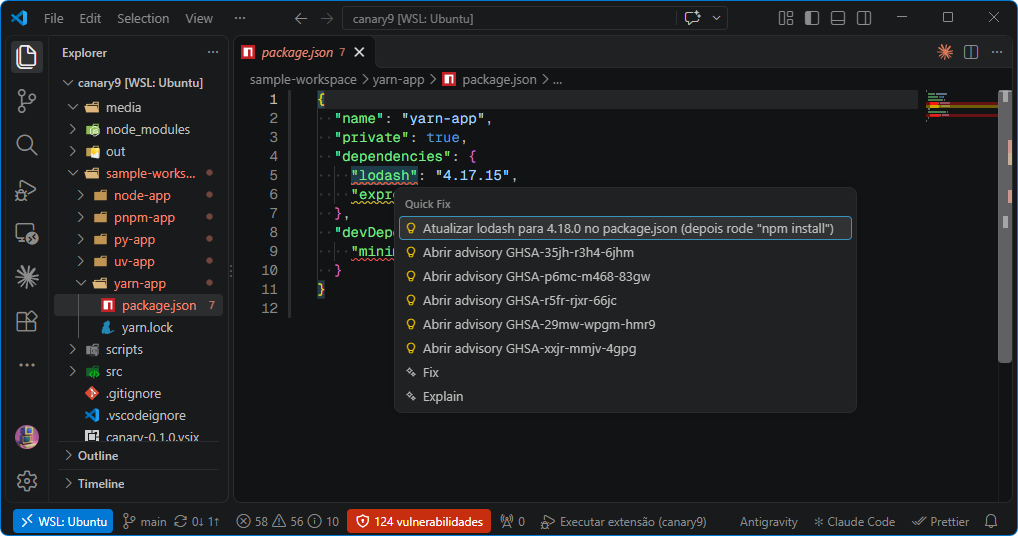 File Edit Selection View ··· canary9 [WSL: Ubuntu]
Explorer ···
package.json 7
canary9 [WSL: Ubuntu]
media
node_modules
out
sample-works...
node-app
pnpm-app
py-app
uv-app
yarn-app
package.json 7
yarn.lock
scripts
src
.gitignore
.vscodeignore
canary-0.1.0.vsix
Outline
Timeline
sample-workspace > yarn-app > package.json > ...
1 {
2 "name": "yarn-app",
3 "private": true,
4 "dependencies": {
5 "lodash": "4.17.15",
6 "expre
7 },
8 "devDepe
9 "minim
10 }
11 }
12
Quick Fix
Atualizar lodash para 4.18.0 no package.json (depois rode "npm install")
Abrir advisory GHSA-35jh-r3h4-6jhm
Abrir advisory GHSA-p6mc-m468-83gw
Abrir advisory GHSA-r5fr-rjxr-66jc
Abrir advisory GHSA-29mw-wpgm-hmr9
Abrir advisory GHSA-xxjr-mmjv-4gpg
Fix
Explain
WSL: Ubuntu main 0↓ 1↑ 58 56 10 124 vulnerabilidades 0 Executar extensão (canary9) Antigravity Claude Code Prettier